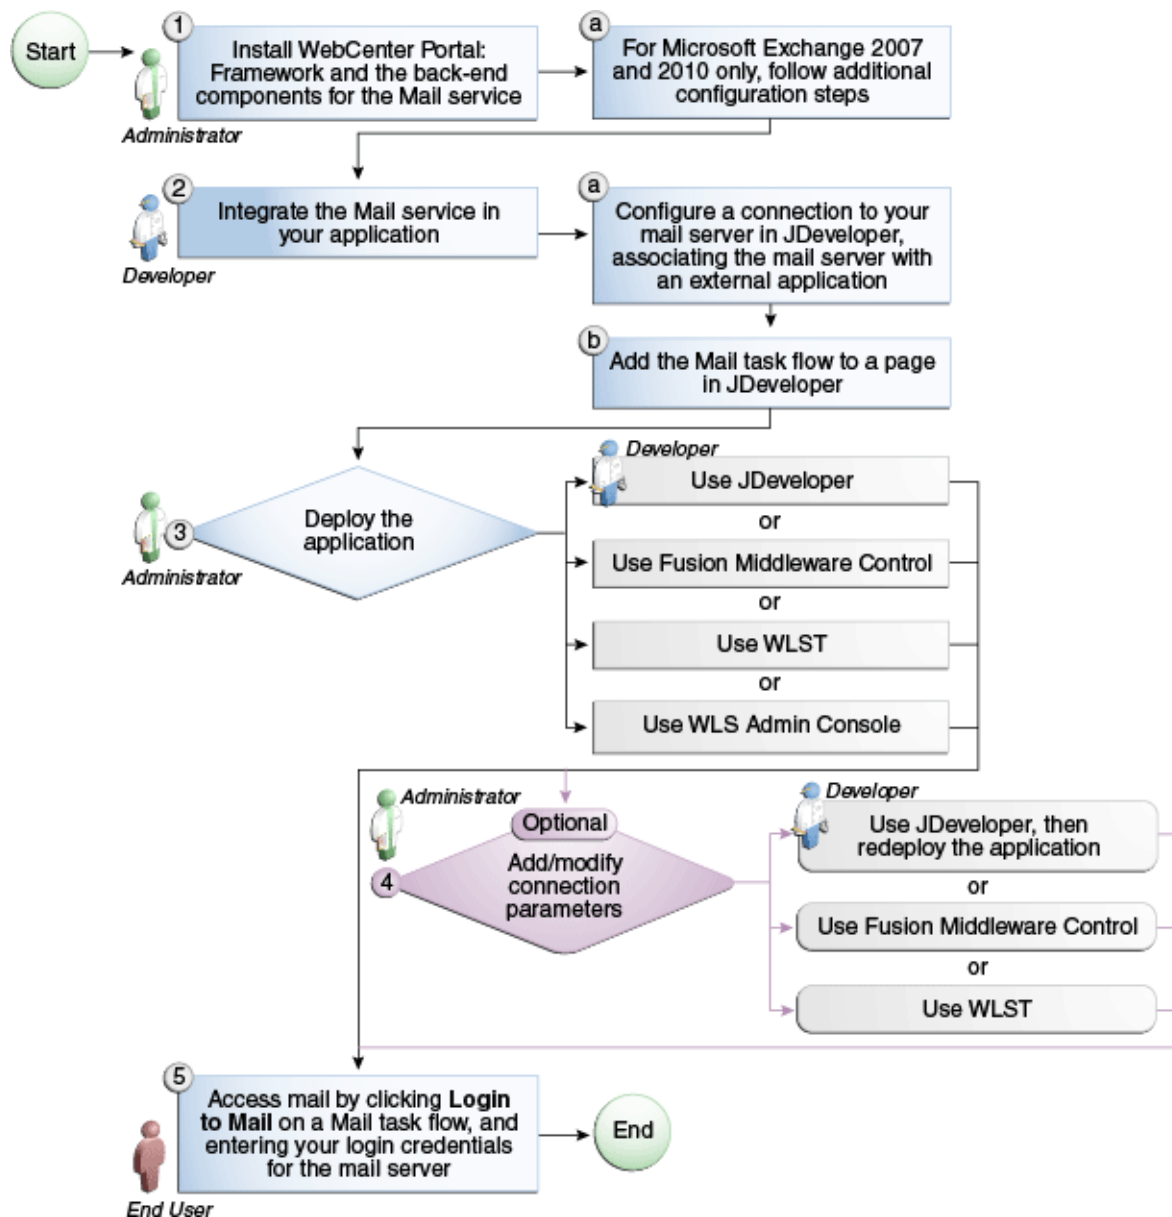 Start
1
Install WebCenter Portal:
Framework and the back-end
components for the Mail service
Administrator
a
For Microsoft Exchange 2007
and 2010 only, follow additional
configuration steps
2
Integrate the Mail service in
your application
Developer
a
Configure a connection to your
mail server in JDeveloper,
associating the mail server with
an external application
b
Add the Mail task flow to a page
in JDeveloper
3
Deploy the
application
Administrator
Developer
Use JDeveloper
or
Use Fusion Middleware Control
or
Use WLST
or
Use WLS Admin Console
Administrator
Optional
4
Add/modify
connection
parameters
Developer
Use JDeveloper, then
redeploy the application
or
Use Fusion Middleware Control
or
Use WLST
5
Access mail by clicking Login
to Mail on a Mail task flow, and
entering your login credentials
for the mail server
End User
End